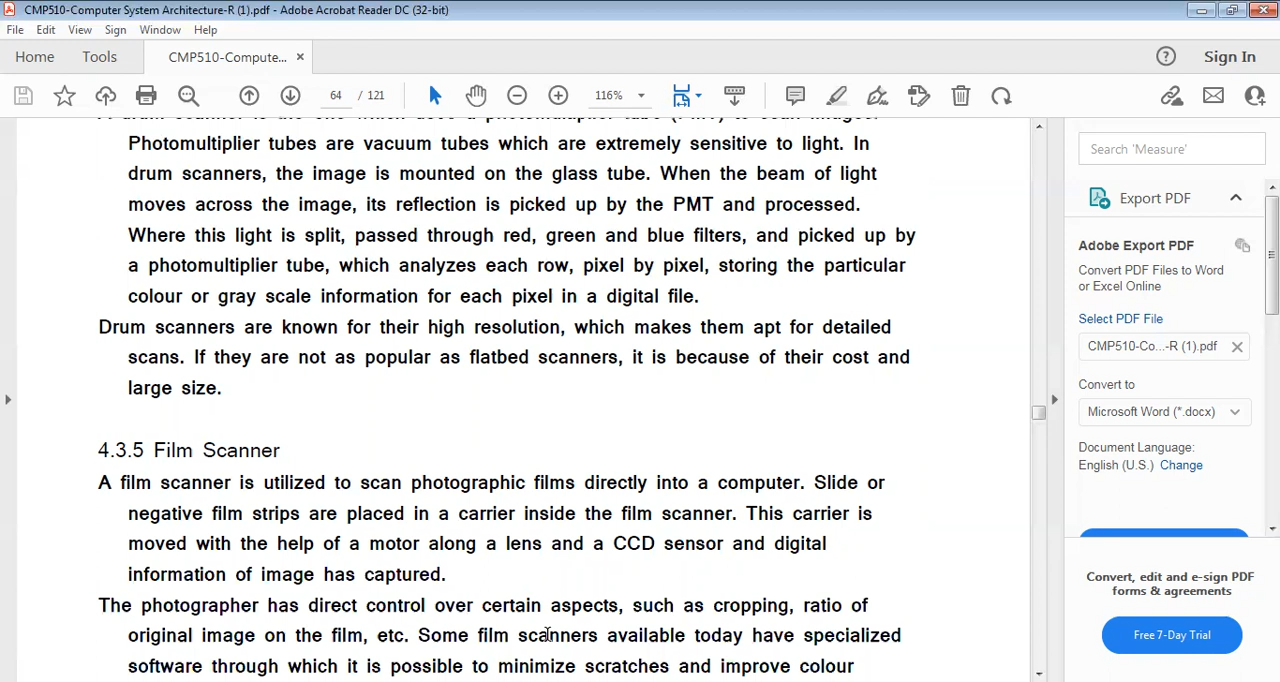 CMP510-Computer System Architecture-R (1).pdf - Adobe Acrobat Reader DC (32-bit)
File Edit View Sign Window Help
Home Tools CMP510-Compute... × Sign In
64 / 121 116%
A drum scanner is the one which uses a photomultiplier tube (PMT) to scan images.
Photomultiplier tubes are vacuum tubes which are extremely sensitive to light. In
drum scanners, the image is mounted on the glass tube. When the beam of light
moves across the image, its reflection is picked up by the PMT and processed.
Where this light is split, passed through red, green and blue filters, and picked up by
a photomultiplier tube, which analyzes each row, pixel by pixel, storing the particular
colour or gray scale information for each pixel in a digital file.
Drum scanners are known for their high resolution, which makes them apt for detailed
scans. If they are not as popular as flatbed scanners, it is because of their cost and
large size.
4.3.5 Film Scanner
A film scanner is utilized to scan photographic films directly into a computer. Slide or
negative film strips are placed in a carrier inside the film scanner. This carrier is
moved with the help of a motor along a lens and a CCD sensor and digital
information of image has captured.
The photographer has direct control over certain aspects, such as cropping, ratio of
original image on the film, etc. Some film scanners available today have specialized
software through which it is possible to minimize scratches and improve colour
Search 'Measure'
Export PDF
Adobe Export PDF
Convert PDF Files to Word
or Excel Online
Select PDF File
CMP510-Co...-R (1).pdf
Convert to
Microsoft Word (*.docx)
Document Language:
English (U.S.) Change
Convert, edit and e-sign PDF
forms & agreements
Free 7-Day Trial